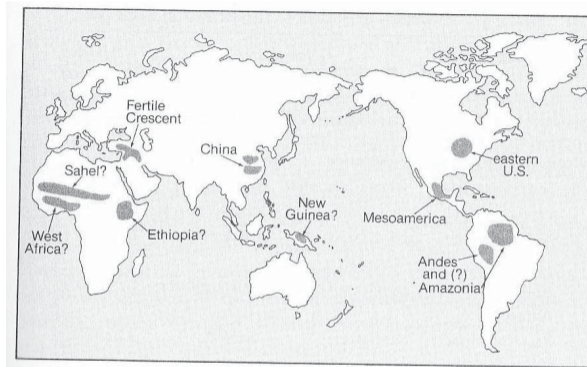 Fertile
Crescent
China
Sahel?
eastern
U.S.
New
Guinea?
Mesoamerica
West
Africa?
Ethiopia?
Andes
and (?)
Amazonia